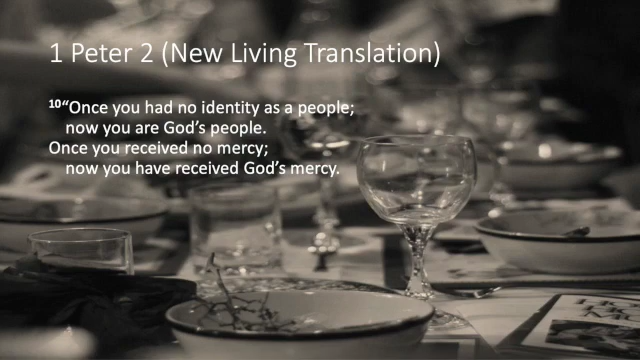 1 Peter 2 (New Living Translation)
10“Once you had no identity as a people;
now you are God’s people.
Once you received no mercy;
now you have received God’s mercy.